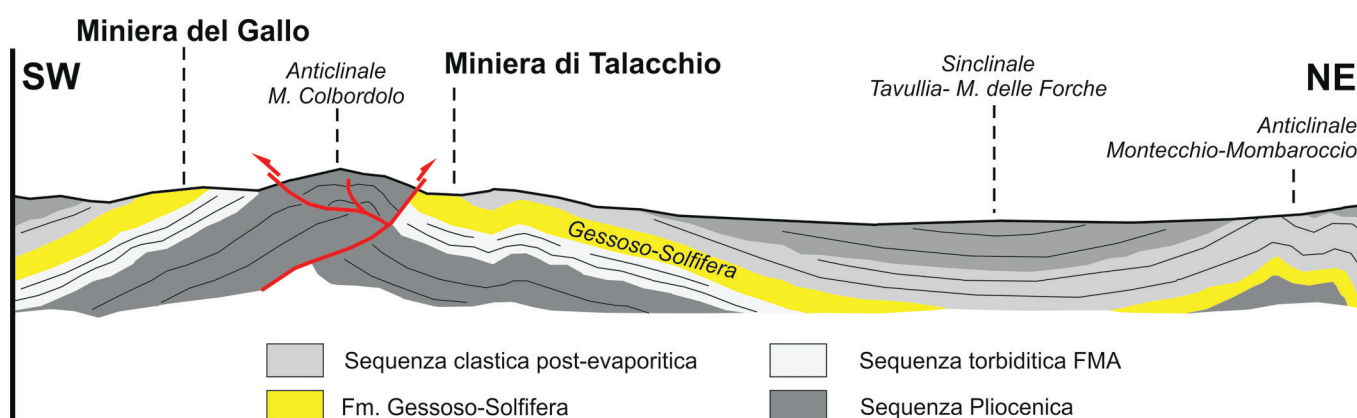 Miniera del Gallo
SW
Anticlinale
M. Colbordolo
Miniera di Talacchio
Sinclinale
Tavullia- M. delle Forche
NE
Anticlinale
Montecchio-Mombaroccio
Gessoso-Solfifera
Sequenza clastica post-evaporitica
Sequenza torbiditica FMA
Fm. Gessoso-Solfifera
Sequenza Pliocenica